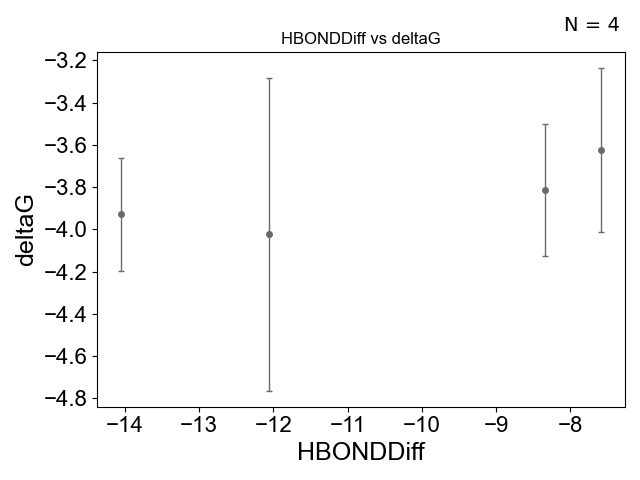 N = 4
HBONDDiff vs deltaG
−3.2
−3.4
−3.6
−3.8
−4.0
−4.2
−4.4
−4.6
−4.8
deltaG
−14 −13 −12 −11 −10 −9 −8
HBONDDiff